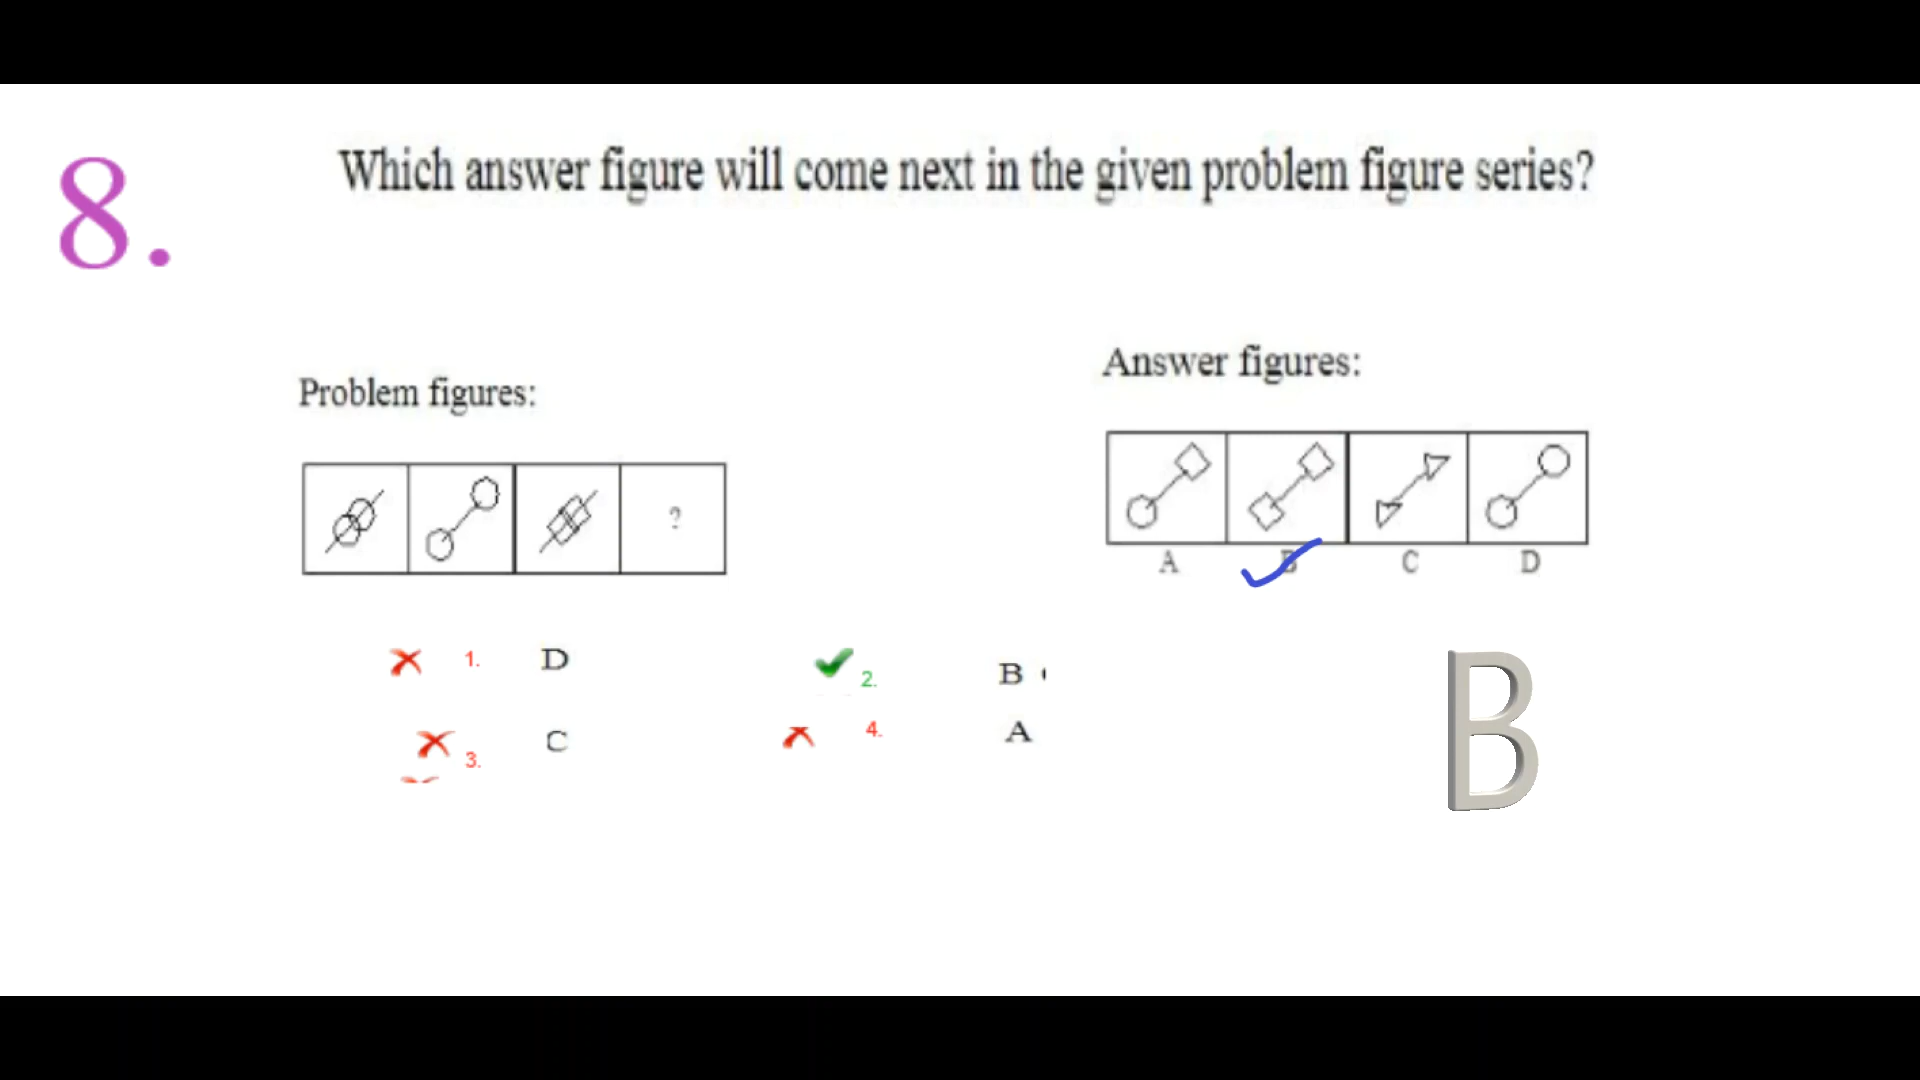 8.
Which answer figure will come next in the given problem figure series?
Problem figures:
?
Answer figures:
A B C D
1. D
2. B
3. C
4. A
B